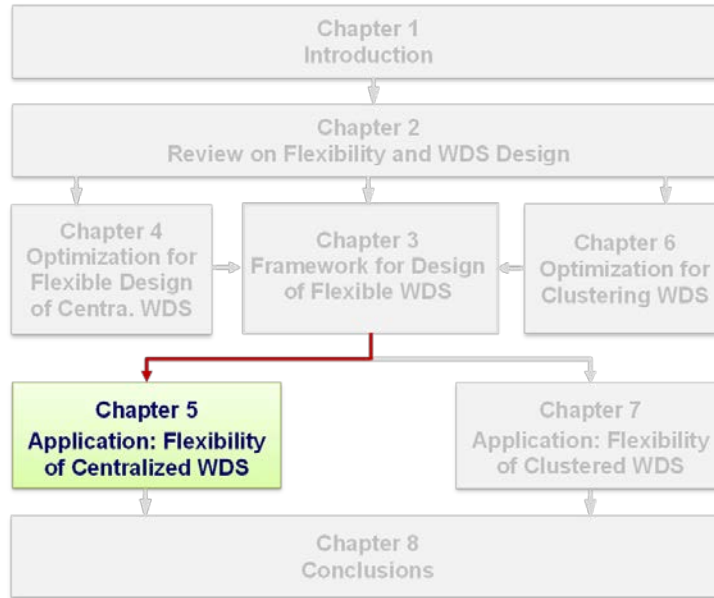 Chapter 1
Introduction
Chapter 2
Review on Flexibility and WDS Design
Chapter 4
Optimization for
Flexible Design
of Centra. WDS
Chapter 3
Framework for Design
of Flexible WDS
Chapter 6
Optimization for
Clustering WDS
Chapter 5
Application: Flexibility
of Centralized WDS
Chapter 7
Application: Flexibility
of Clustered WDS
Chapter 8
Conclusions